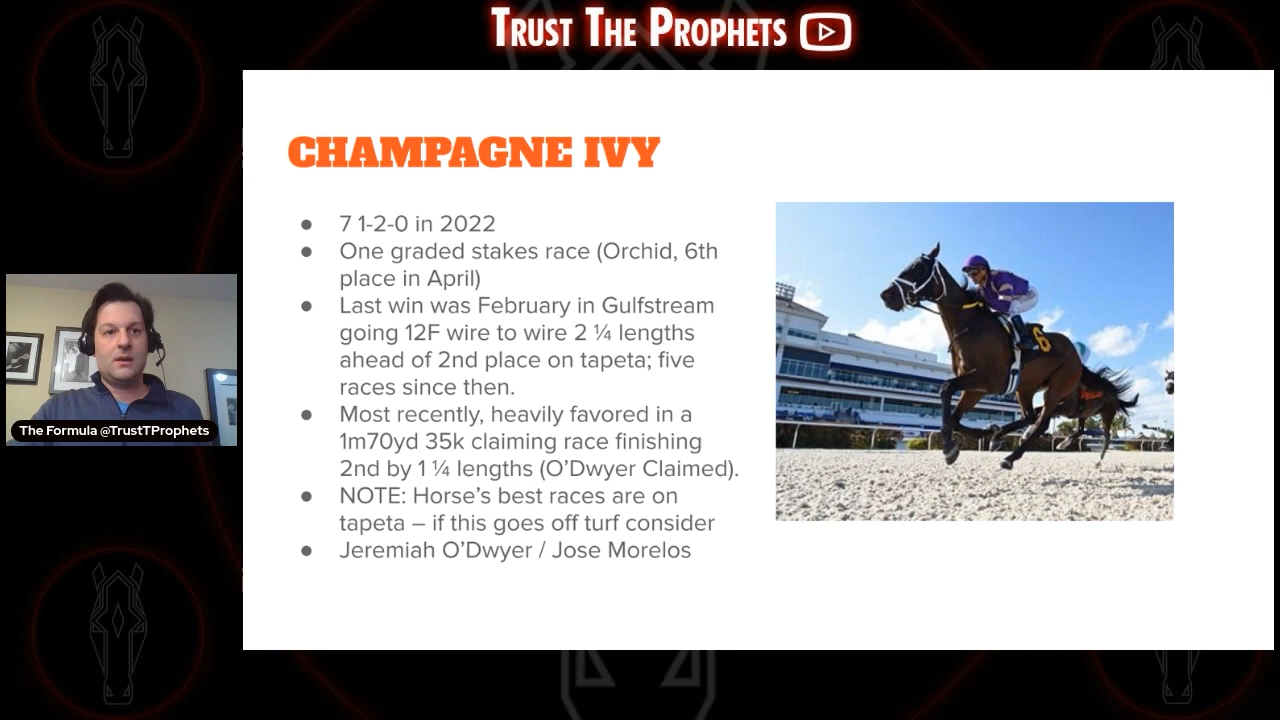 TRUST THE PROPHETS
CHAMPAGNE IVY
● 7 1-2-0 in 2022
● One graded stakes race (Orchid, 6th
place in April)
● Last win was February in Gulfstream
going 12F wire to wire 2 ¼ lengths
ahead of 2nd place on tapeta; five
races since then.
● Most recently, heavily favored in a
1m70yd 35k claiming race finishing
2nd by 1 ¼ lengths (O’Dwyer Claimed).
● NOTE: Horse’s best races are on
tapeta – if this goes off turf consider
● Jeremiah O’Dwyer / Jose Morelos
6
The Formula @TrustTProphets